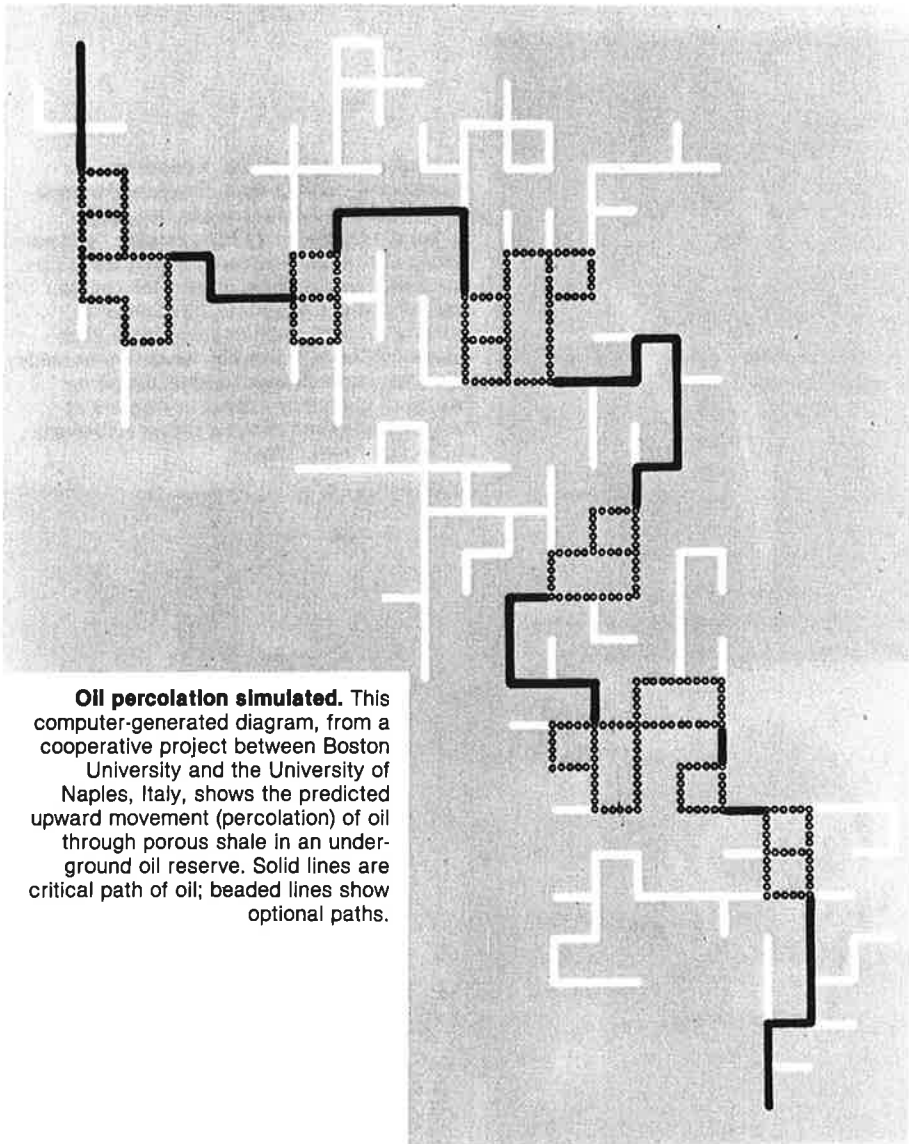 Oil percolation simulated. This
computer-generated diagram, from a
cooperative project between Boston
University and the University of
Naples, Italy, shows the predicted
upward movement (percolation) of oil
through porous shale in an under-
ground oil reserve. Solid lines are
critical path of oil; beaded lines show
optional paths.